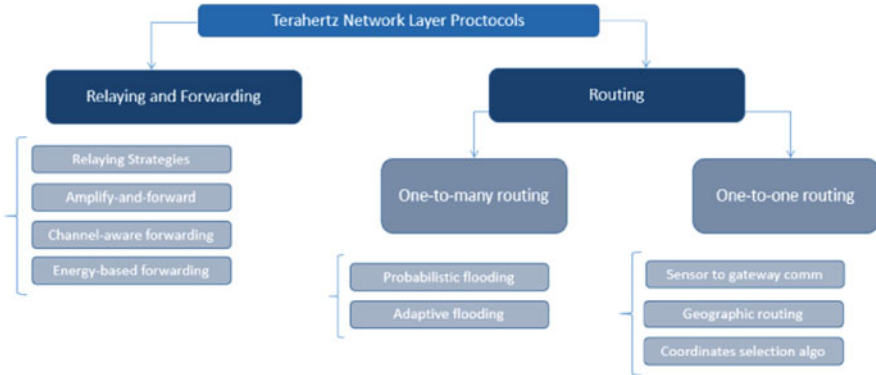 Terahertz Network Layer Proctocols
Relaying and Forwarding
Relaying Strategies
Amplify-and-forward
Channel-aware forwarding
Energy-based forwarding
Routing
One-to-many routing
Probabilistic flooding
Adaptive flooding
One-to-one routing
Sensor to gateway comm
Geographic routing
Coordinates selection algo